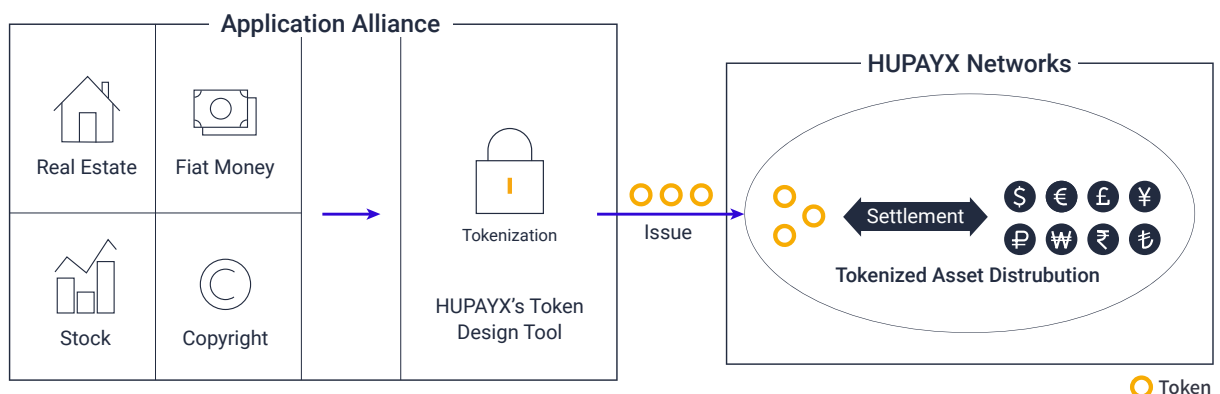 Application Alliance
Real Estate
Fiat Money
Stock
Copyright
Tokenization
HUPAYX's Token
Design Tool
Issue
HUPAYX Networks
Settlement
$ € £ ¥
₽ ₩ ₹ ₺
Tokenized Asset Distrubution
Token